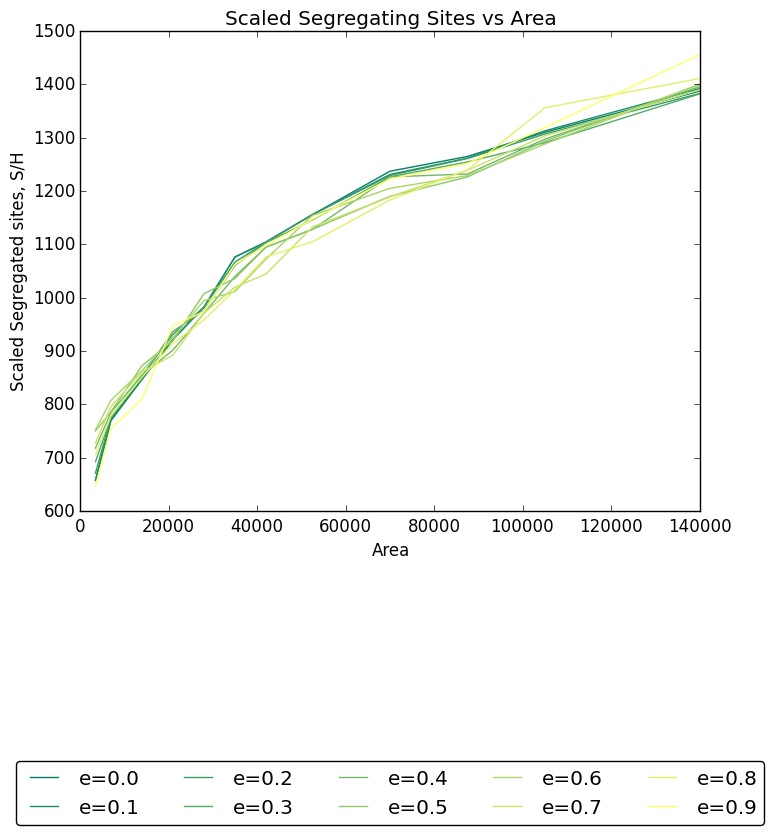 Scaled Segregating Sites vs Area
1500
1400
1300
1200
1100
1000
900
800
700
600
Scaled Segregated sites, S/H
0 20000 40000 60000 80000 100000 120000 140000
Area
e=0.0 e=0.2 e=0.4 e=0.6 e=0.8
e=0.1 e=0.3 e=0.5 e=0.7 e=0.9